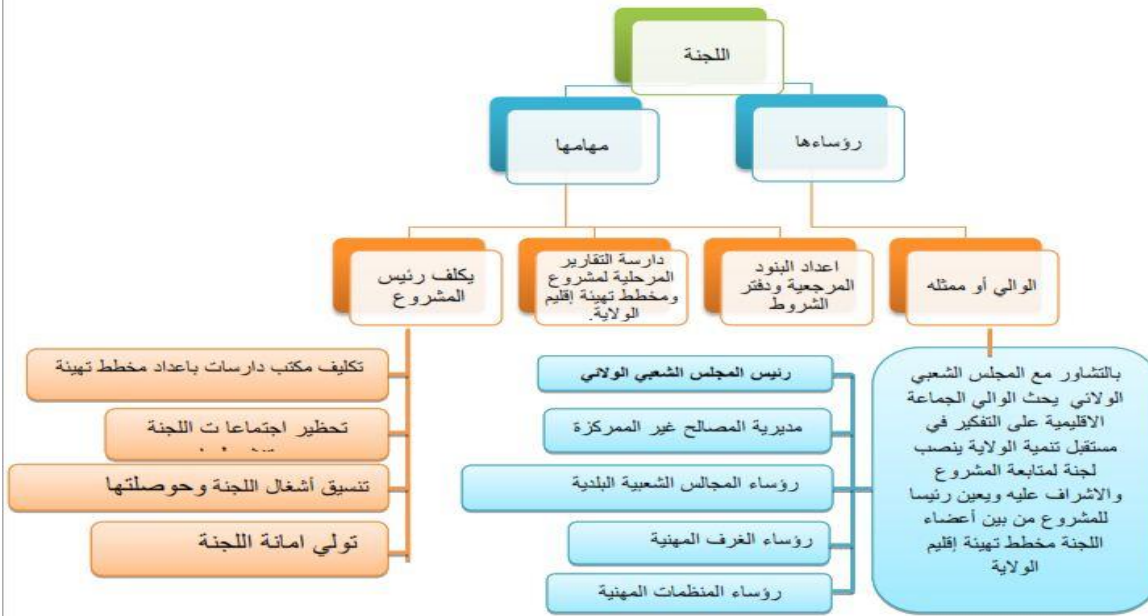 اللجنة
رؤساءها
مهامها
الوالي أو ممثله
اعداد البنود
المرجعية ودفتر
الشروط
دارسة التقارير
المرحلية لمشروع
ومخطط تهيئة إقليم
الولاية.
يكلف رئيس
المشروع
بالتشاور مع المجلس الشعبي
الولائي يحث الوالي الجماعة
الاقليمية على التفكير في
مستقبل تنمية الولاية ينصب
لجنة لمتابعة المشروع
والاشراف عليه ويعين رئيسا
للمشروع من بين أعضاء
اللجنة مخطط تهيئة إقليم
الولاية
رئيس المجلس الشعبي الولائي
مديرية المصالح غير الممركزة
رؤساء المجالس الشعبية البلدية
رؤساء الغرف المهنية
رؤساء المنظمات المهنية
تكليف مكتب دارسات باعداد مخطط تهيئة
تحظير اجتماعا ت اللجنة
تنسيق أشغال اللجنة وحوصلتها
تولي امانة اللجنة